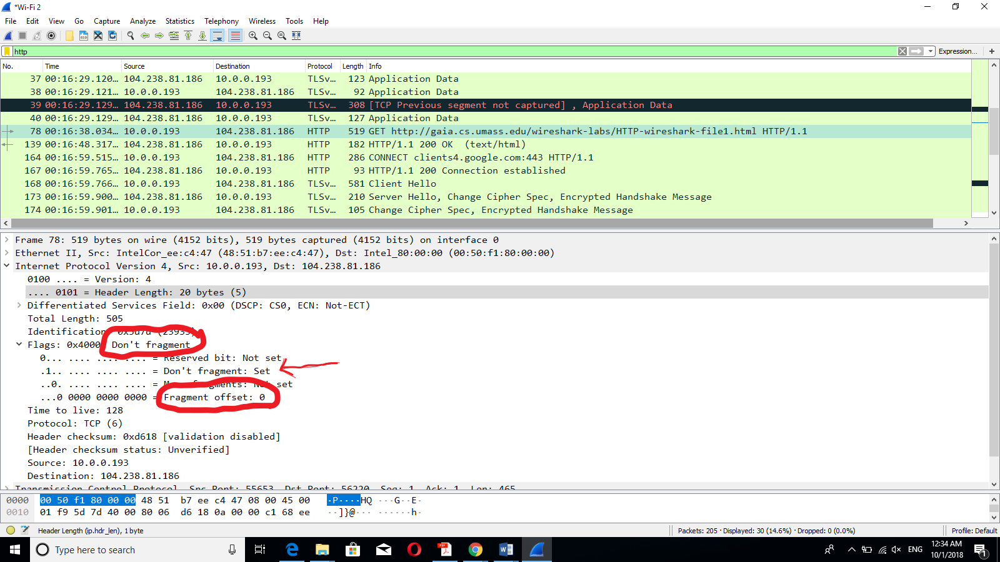 *Wi-Fi 2
File Edit View Go Capture Analyze Statistics Telephony Wireless Tools Help
http
Expression... +
No. Time Source Destination Protocol Length Info
37 00:16:29.120… 104.238.81.186 10.0.0.193 TLSv… 123 Application Data
38 00:16:29.121… 10.0.0.193 104.238.81.186 TLSv… 92 Application Data
39 00:16:29.129… 104.238.81.186 10.0.0.193 TLSv… 308 [TCP Previous segment not captured] , Application Data
40 00:16:29.129… 104.238.81.186 10.0.0.193 TLSv… 127 Application Data
78 00:16:38.034… 10.0.0.193 104.238.81.186 HTTP 519 GET http://gaia.cs.umass.edu/wireshark-labs/HTTP-wireshark-file1.html HTTP/1.1
139 00:16:48.317… 104.238.81.186 10.0.0.193 HTTP 182 HTTP/1.1 200 OK (text/html)
164 00:16:59.515… 10.0.0.193 104.238.81.186 HTTP 286 CONNECT clients4.google.com:443 HTTP/1.1
167 00:16:59.765… 104.238.81.186 10.0.0.193 HTTP 93 HTTP/1.1 200 Connection established
168 00:16:59.766… 10.0.0.193 104.238.81.186 TLSv… 581 Client Hello
173 00:16:59.900… 104.238.81.186 10.0.0.193 TLSv… 210 Server Hello, Change Cipher Spec, Encrypted Handshake Message
174 00:16:59.901… 10.0.0.193 104.238.81.186 TLSv… 105 Change Cipher Spec, Encrypted Handshake Message
Frame 78: 519 bytes on wire (4152 bits), 519 bytes captured (4152 bits) on interface 0
Ethernet II, Src: IntelCor_ee:c4:47 (48:51:b7:ee:c4:47), Dst: Intel_80:00:00 (00:50:f1:80:00:00)
Internet Protocol Version 4, Src: 10.0.0.193, Dst: 104.238.81.186
0100 .... = Version: 4
.... 0101 = Header Length: 20 bytes (5)
Differentiated Services Field: 0x00 (DSCP: CS0, ECN: Not-ECT)
Total Length: 505
Identification: 0x5d7d (23933)
Flags: 0x4000, Don't fragment
0... .... .... .... = Reserved bit: Not set
.1.. .... .... .... = Don't fragment: Set
..0. .... .... .... = More fragments: Not set
...0 0000 0000 0000 = Fragment offset: 0
Time to live: 128
Protocol: TCP (6)
Header checksum: 0xd618 [validation disabled]
[Header checksum status: Unverified]
Source: 10.0.0.193
Destination: 104.238.81.186
Transmission Control Protocol, Src Port: 55653, Dst Port: 56220, Seq: 1, Ack: 1, Len: 465
0000 00 50 f1 80 00 00 48 51 b7 ee c4 47 08 00 45 00 ·P····HQ ···G··E·
0010 01 f9 5d 7d 40 00 80 06 d6 18 0a 00 00 c1 68 ee ··]}@··· ······h·
Header Length (ip.hdr_len), 1 byte
Packets: 205 · Displayed: 30 (14.6%) · Dropped: 0 (0.0%)
Profile: Default
Type here to search
ENG
12:34 AM
10/1/2018
1